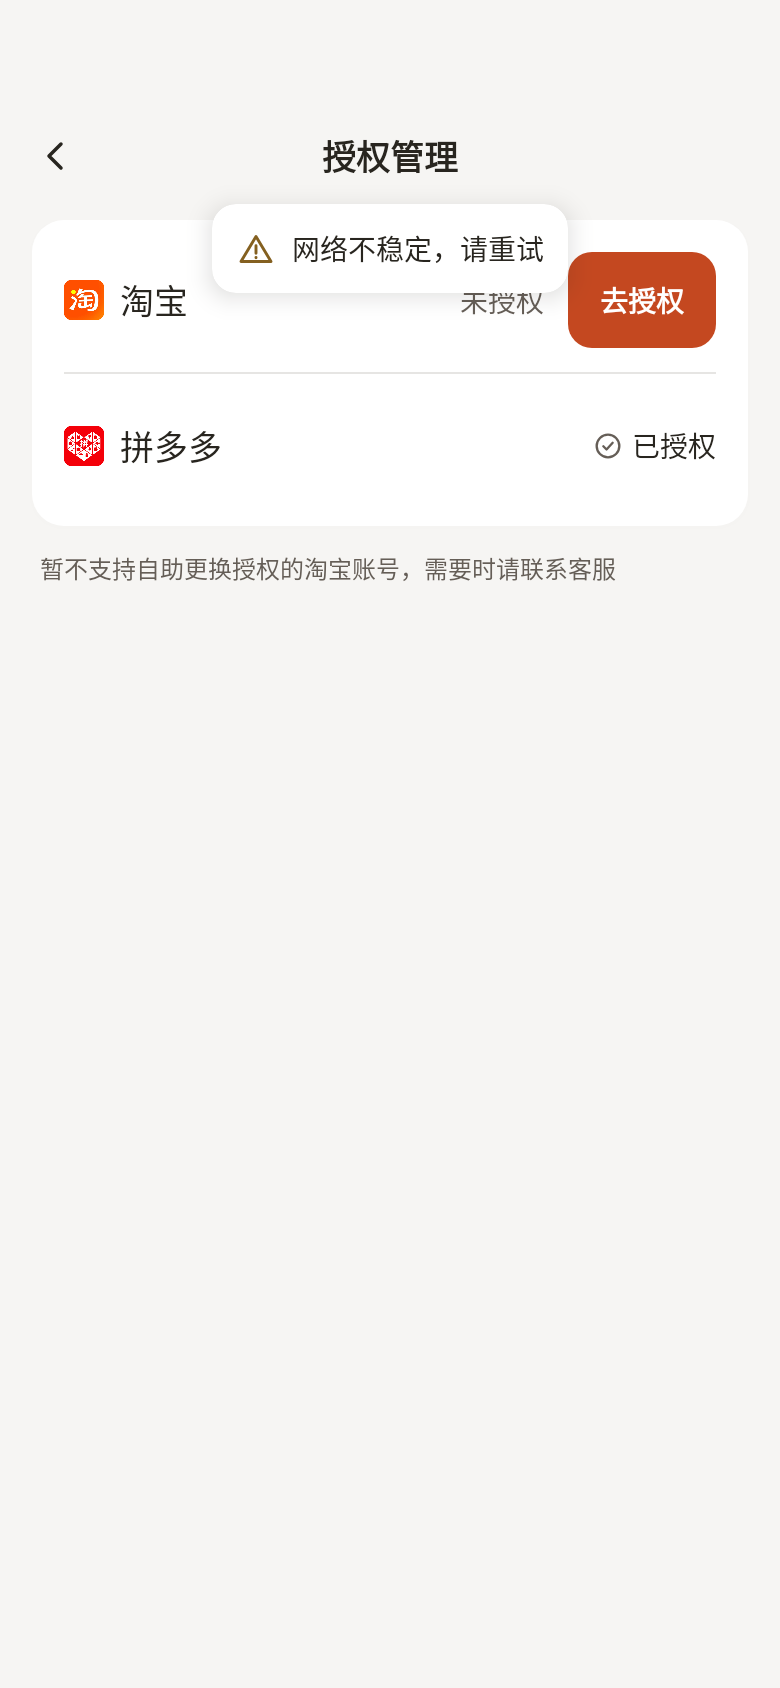 授权管理
网络不稳定，请重试
淘
淘宝
未授权
去授权
拼多多
已授权
暂不支持自助更换授权的淘宝账号，需要时请联系客服